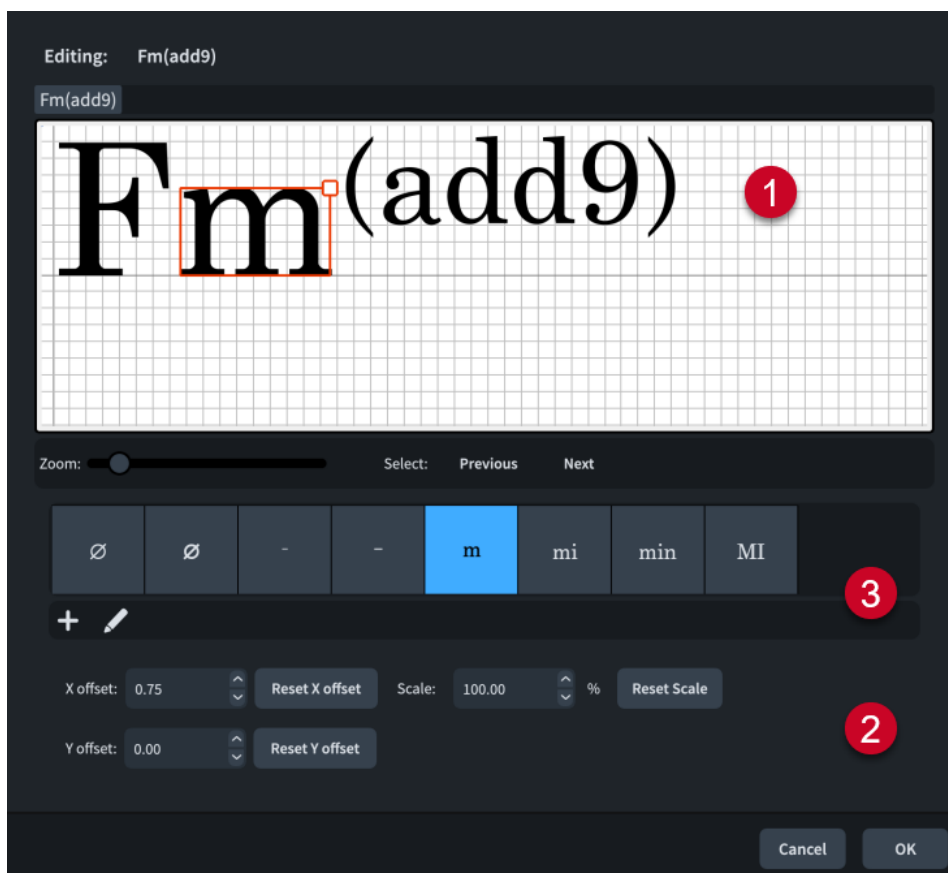 Editing: Fm(add9)
Fm(add9)
Fm(add9)
1
Zoom: Select: Previous Next
ø ø - - m mi min MI
3
X offset: 0.75 Reset X offset Scale: 100.00 % Reset Scale
2
Y offset: 0.00 Reset Y offset
Cancel OK